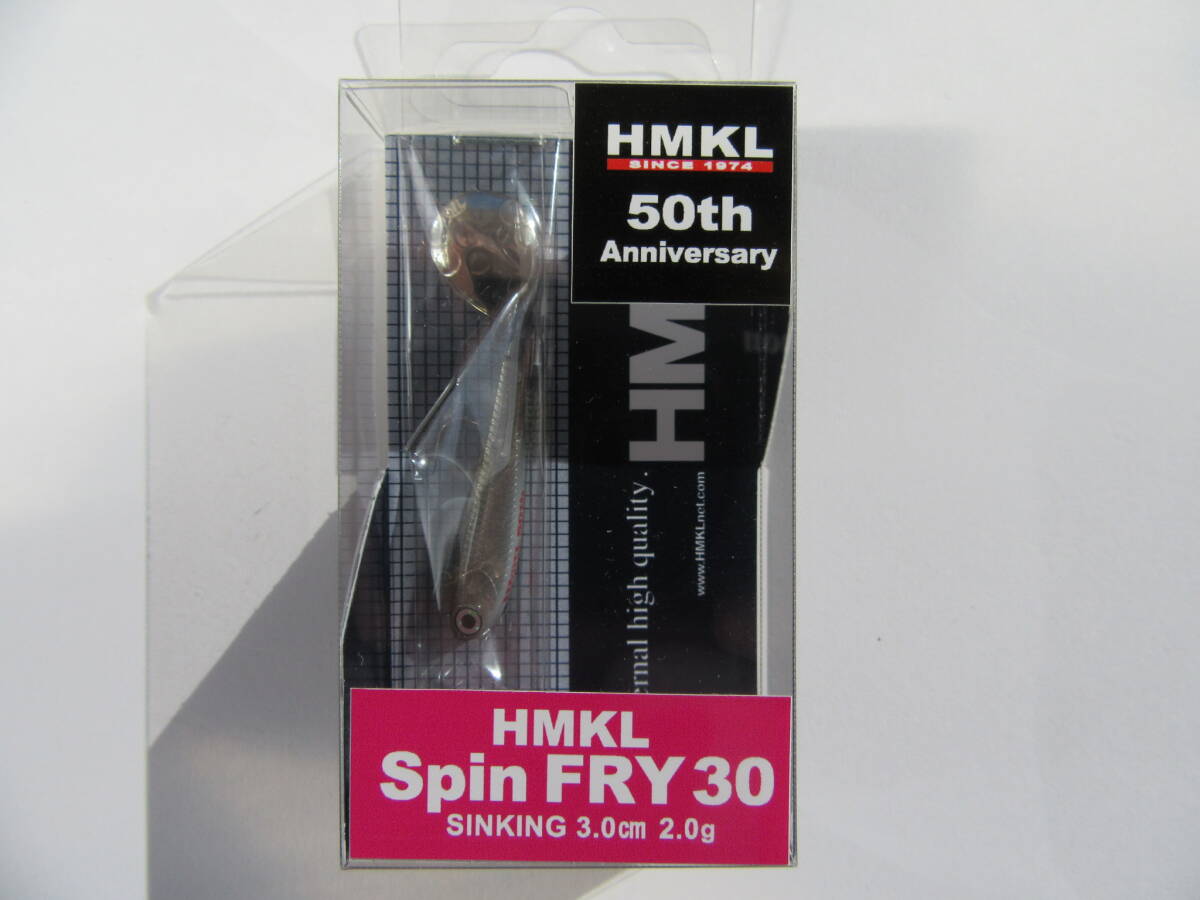 HMKL
SINCE 1974
50th
Anniversary
HM
ernal high quality.
www.HMKLnet.com
HMKL
Spin FRY 30
SINKING 3.0cm 2.0g